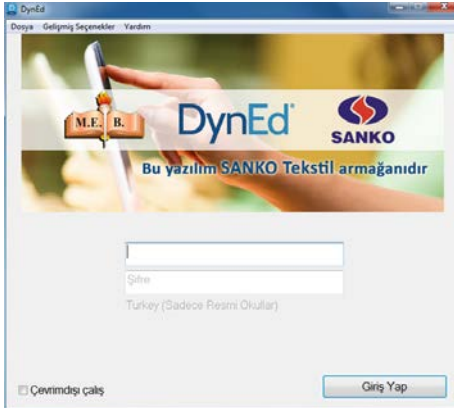 DynEd
Dosya Gelişmiş Seçenekler Yardım
M.E. B.
DynEd
SANKO
Bu yazılım SANKO Tekstil armağanıdır
Şifre
Turkey (Sadece Resmi Okullar)
Çevrimdışı çalış
Giriş Yap